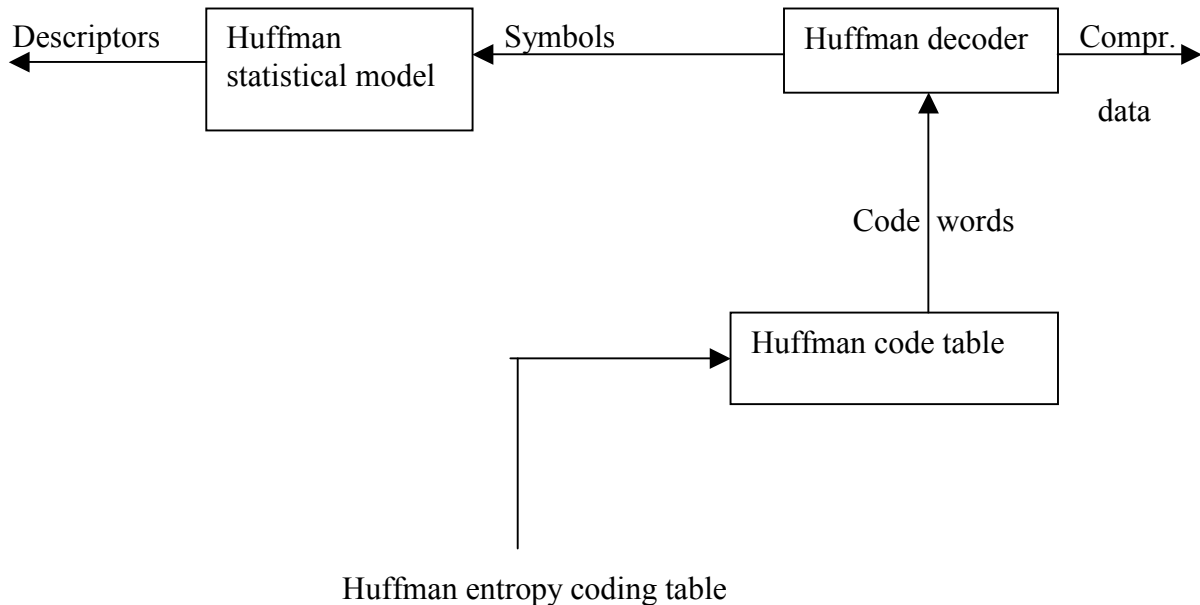 Descriptors
Huffman
statistical model
Symbols
Huffman decoder
Compr.
data
Code words
Huffman code table
Huffman entropy coding table